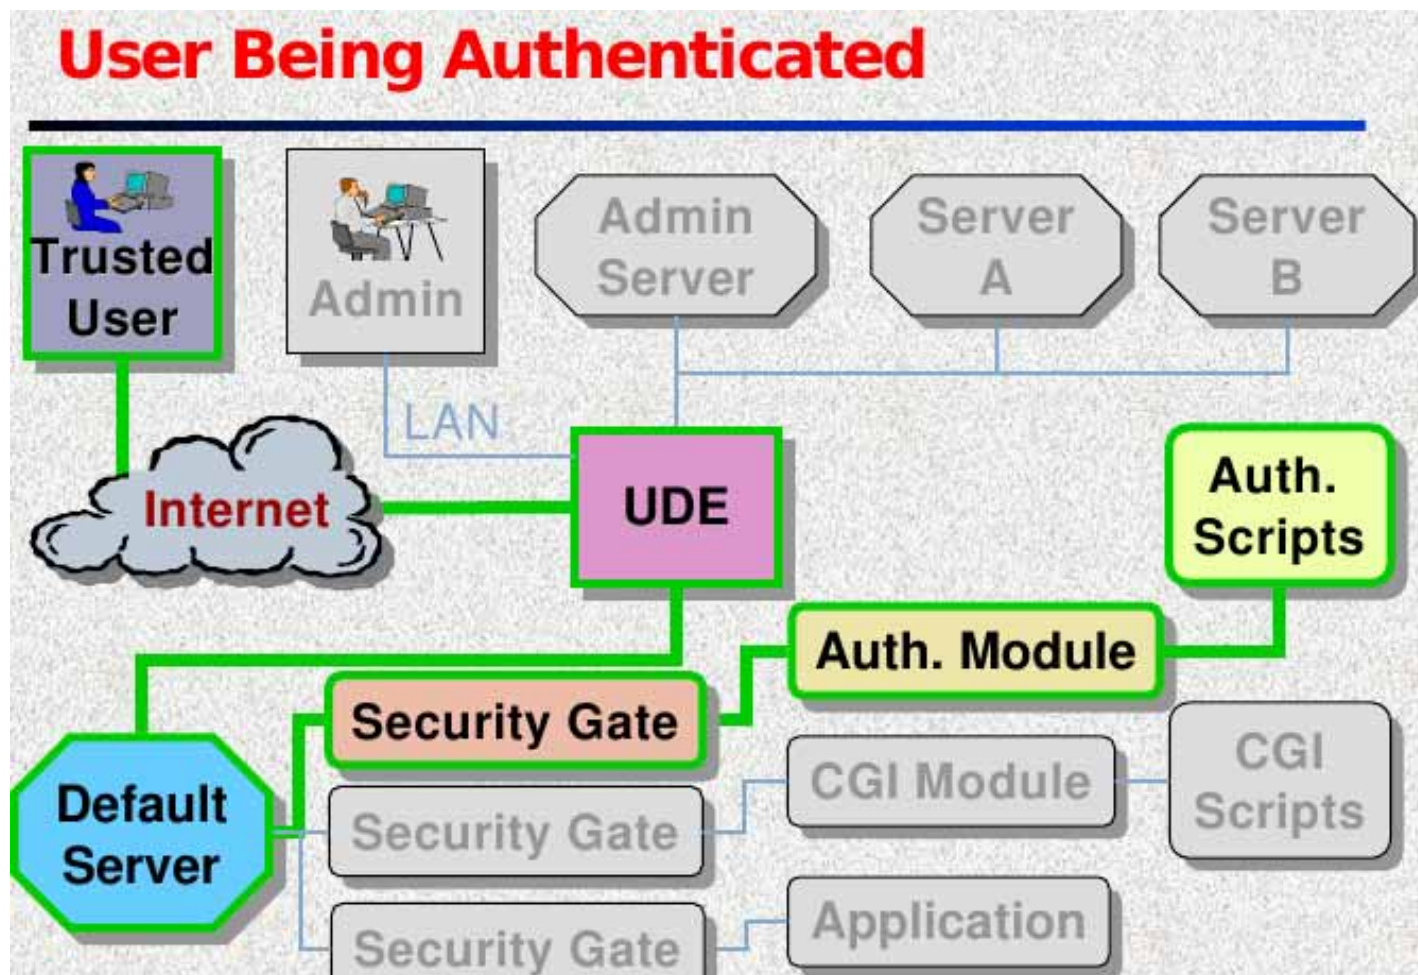 User Being Authenticated
Trusted
User
Admin
Admin
Server
Server
A
Server
B
LAN
Internet
UDE
Auth.
Scripts
Auth. Module
Security Gate
Default
Server
Security Gate
CGI Module
CGI
Scripts
Security Gate
Application